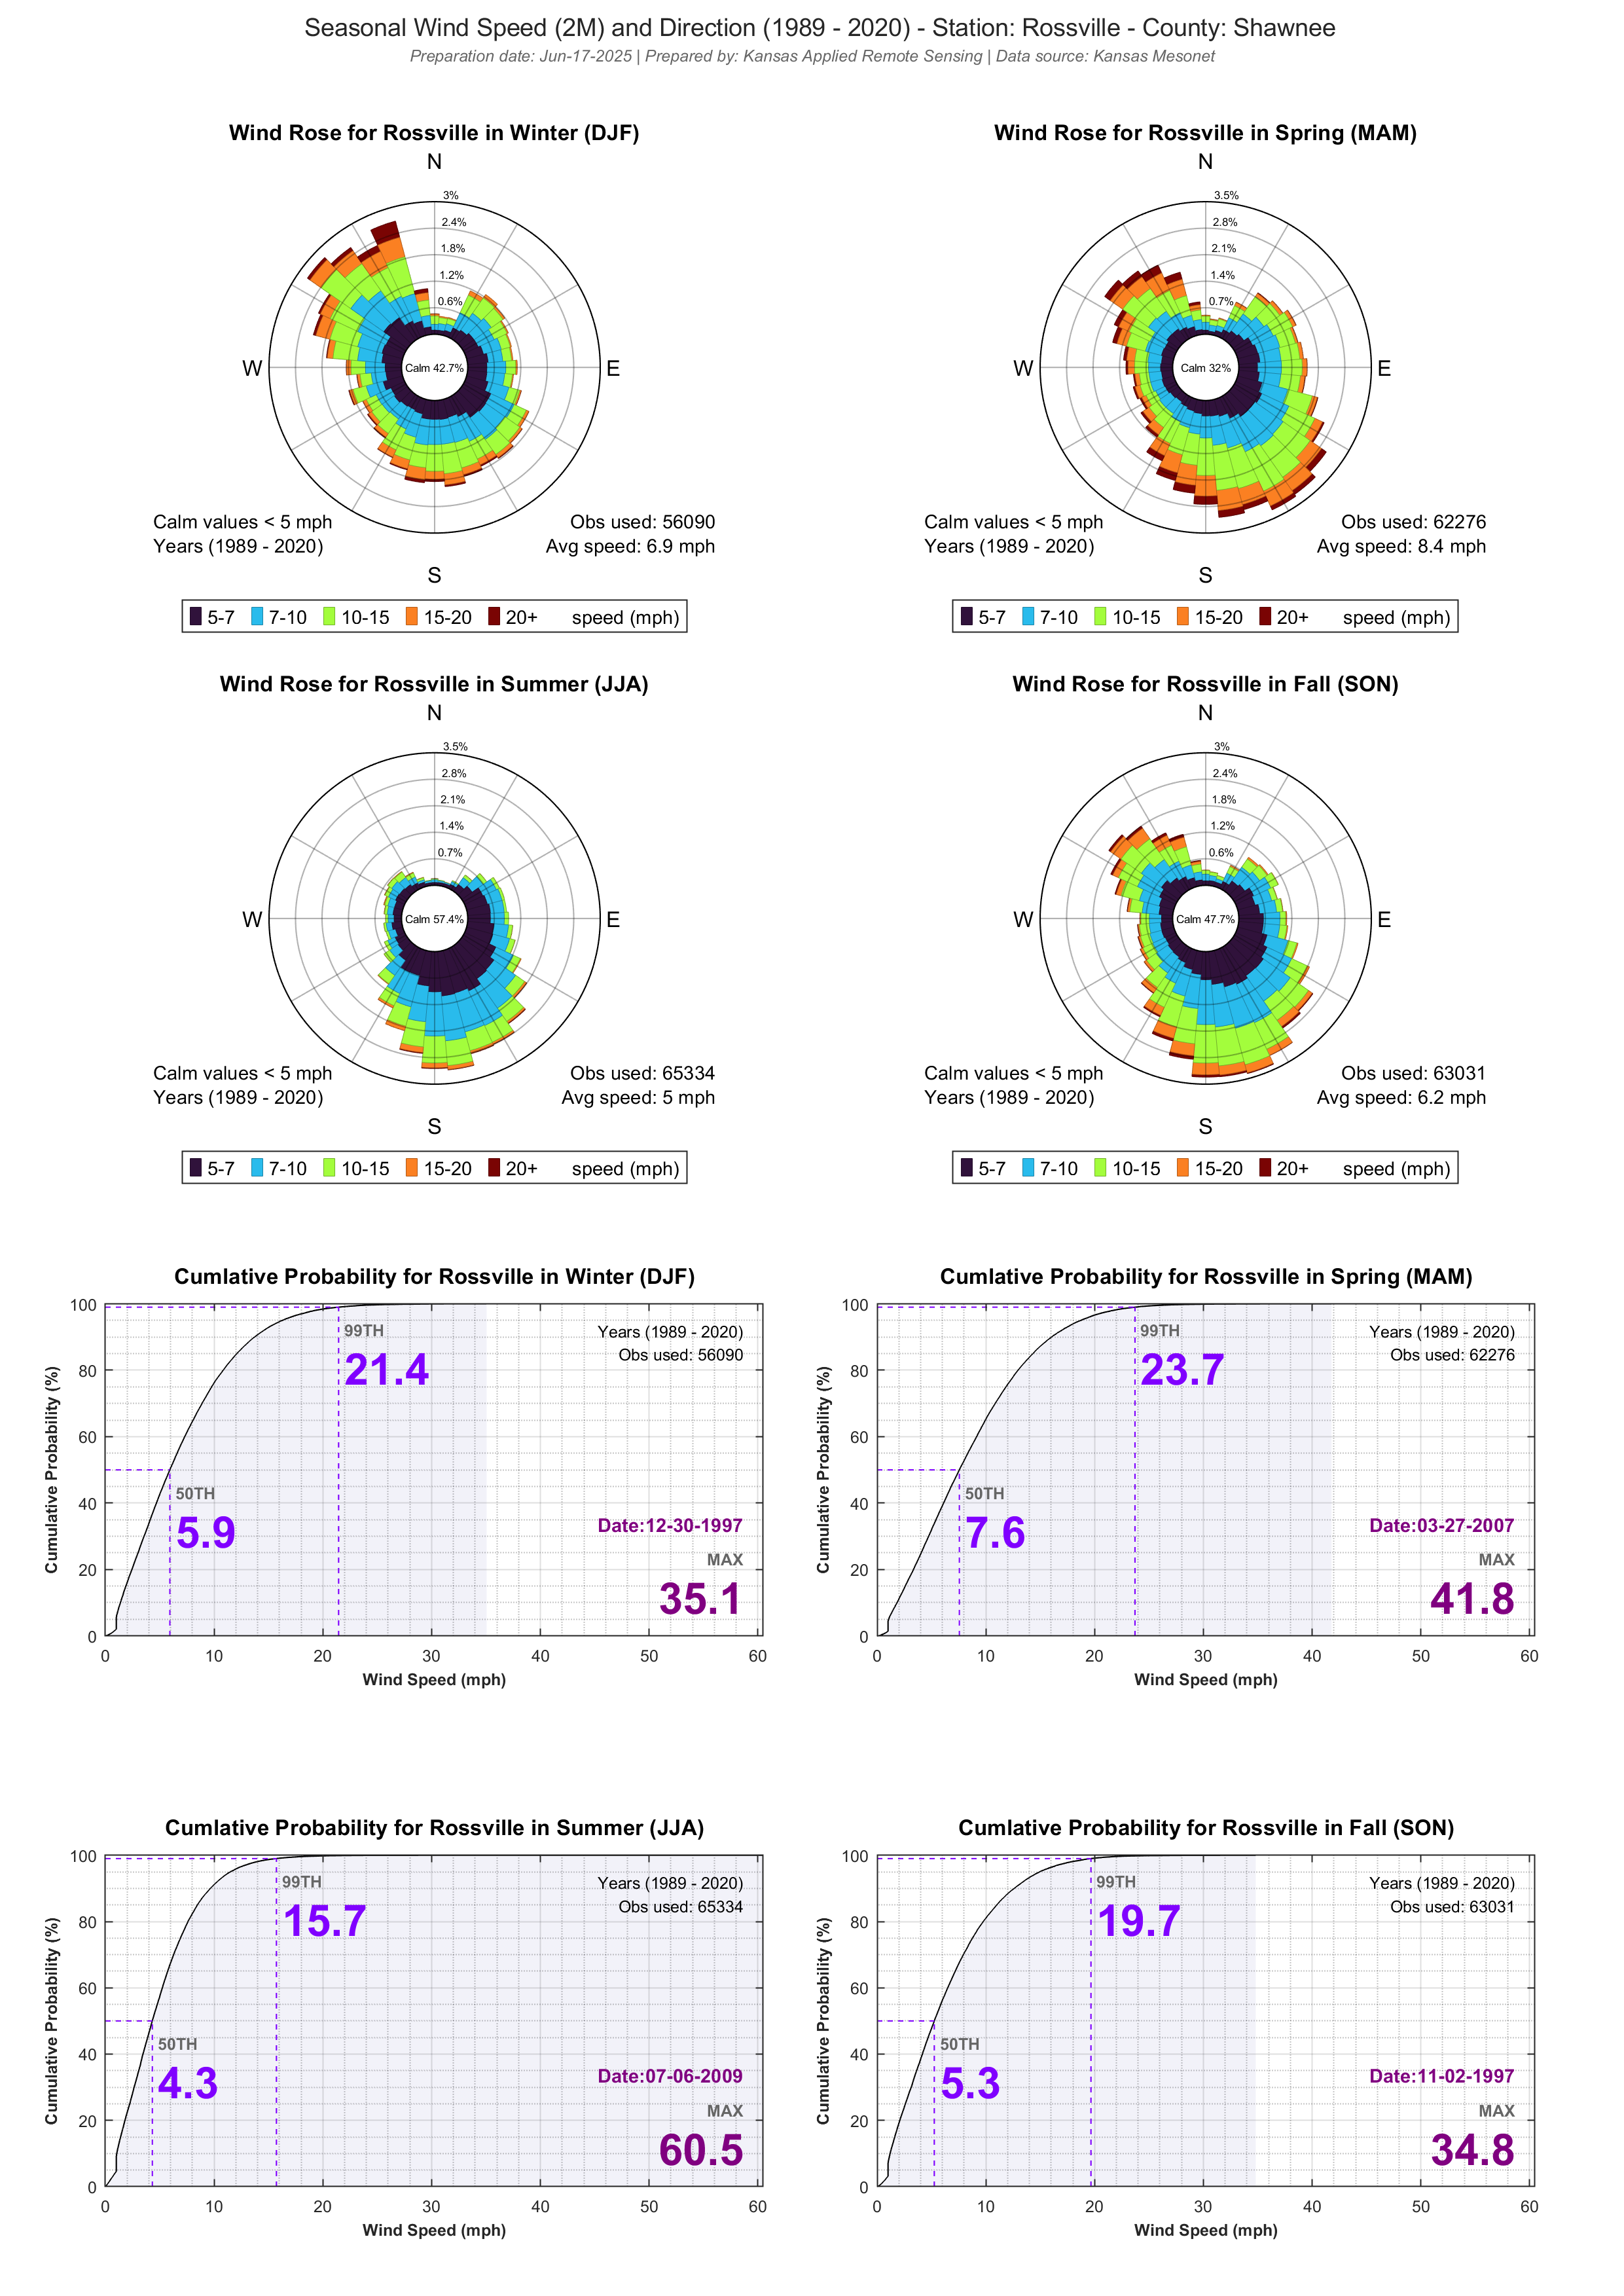 Seasonal Wind Speed (2M) and Direction (1989 - 2020) - Station: Rossville - County: Shawnee
Preparation date: Jun-17-2025 | Prepared by: Kansas Applied Remote Sensing | Data source: Kansas Mesonet
Wind Rose for Rossville in Winter (DJF)
N
3%
2.4%
1.8%
1.2%
0.6%
W
Calm 42.7%
E
Calm values < 5 mph
Years (1989 - 2020)
Obs used: 56090
Avg speed: 6.9 mph
S
5-7 7-10 10-15 15-20 20+ speed (mph)
Wind Rose for Rossville in Spring (MAM)
N
3.5%
2.8%
2.1%
1.4%
0.7%
W
Calm 32%
E
Calm values < 5 mph
Years (1989 - 2020)
Obs used: 62276
Avg speed: 8.4 mph
S
5-7 7-10 10-15 15-20 20+ speed (mph)
Wind Rose for Rossville in Summer (JJA)
N
3.5%
2.8%
2.1%
1.4%
0.7%
W
Calm 57.4%
E
Calm values < 5 mph
Years (1989 - 2020)
Obs used: 65334
Avg speed: 5 mph
S
5-7 7-10 10-15 15-20 20+ speed (mph)
Wind Rose for Rossville in Fall (SON)
N
3%
2.4%
1.8%
1.2%
0.6%
W
Calm 47.7%
E
Calm values < 5 mph
Years (1989 - 2020)
Obs used: 63031
Avg speed: 6.2 mph
S
5-7 7-10 10-15 15-20 20+ speed (mph)
Cumlative Probability for Rossville in Winter (DJF)
Cumulative Probability (%)
100
80
60
40
20
0
99TH
21.4
50TH
5.9
Years (1989 - 2020)
Obs used: 56090
Date:12-30-1997
MAX
35.1
0 10 20 30 40 50 60
Wind Speed (mph)
Cumlative Probability for Rossville in Spring (MAM)
Cumulative Probability (%)
100
80
60
40
20
0
99TH
23.7
50TH
7.6
Years (1989 - 2020)
Obs used: 62276
Date:03-27-2007
MAX
41.8
0 10 20 30 40 50 60
Wind Speed (mph)
Cumlative Probability for Rossville in Summer (JJA)
Cumulative Probability (%)
100
80
60
40
20
0
99TH
15.7
50TH
4.3
Years (1989 - 2020)
Obs used: 65334
Date:07-06-2009
MAX
60.5
0 10 20 30 40 50 60
Wind Speed (mph)
Cumlative Probability for Rossville in Fall (SON)
Cumulative Probability (%)
100
80
60
40
20
0
99TH
19.7
50TH
5.3
Years (1989 - 2020)
Obs used: 63031
Date:11-02-1997
MAX
34.8
0 10 20 30 40 50 60
Wind Speed (mph)